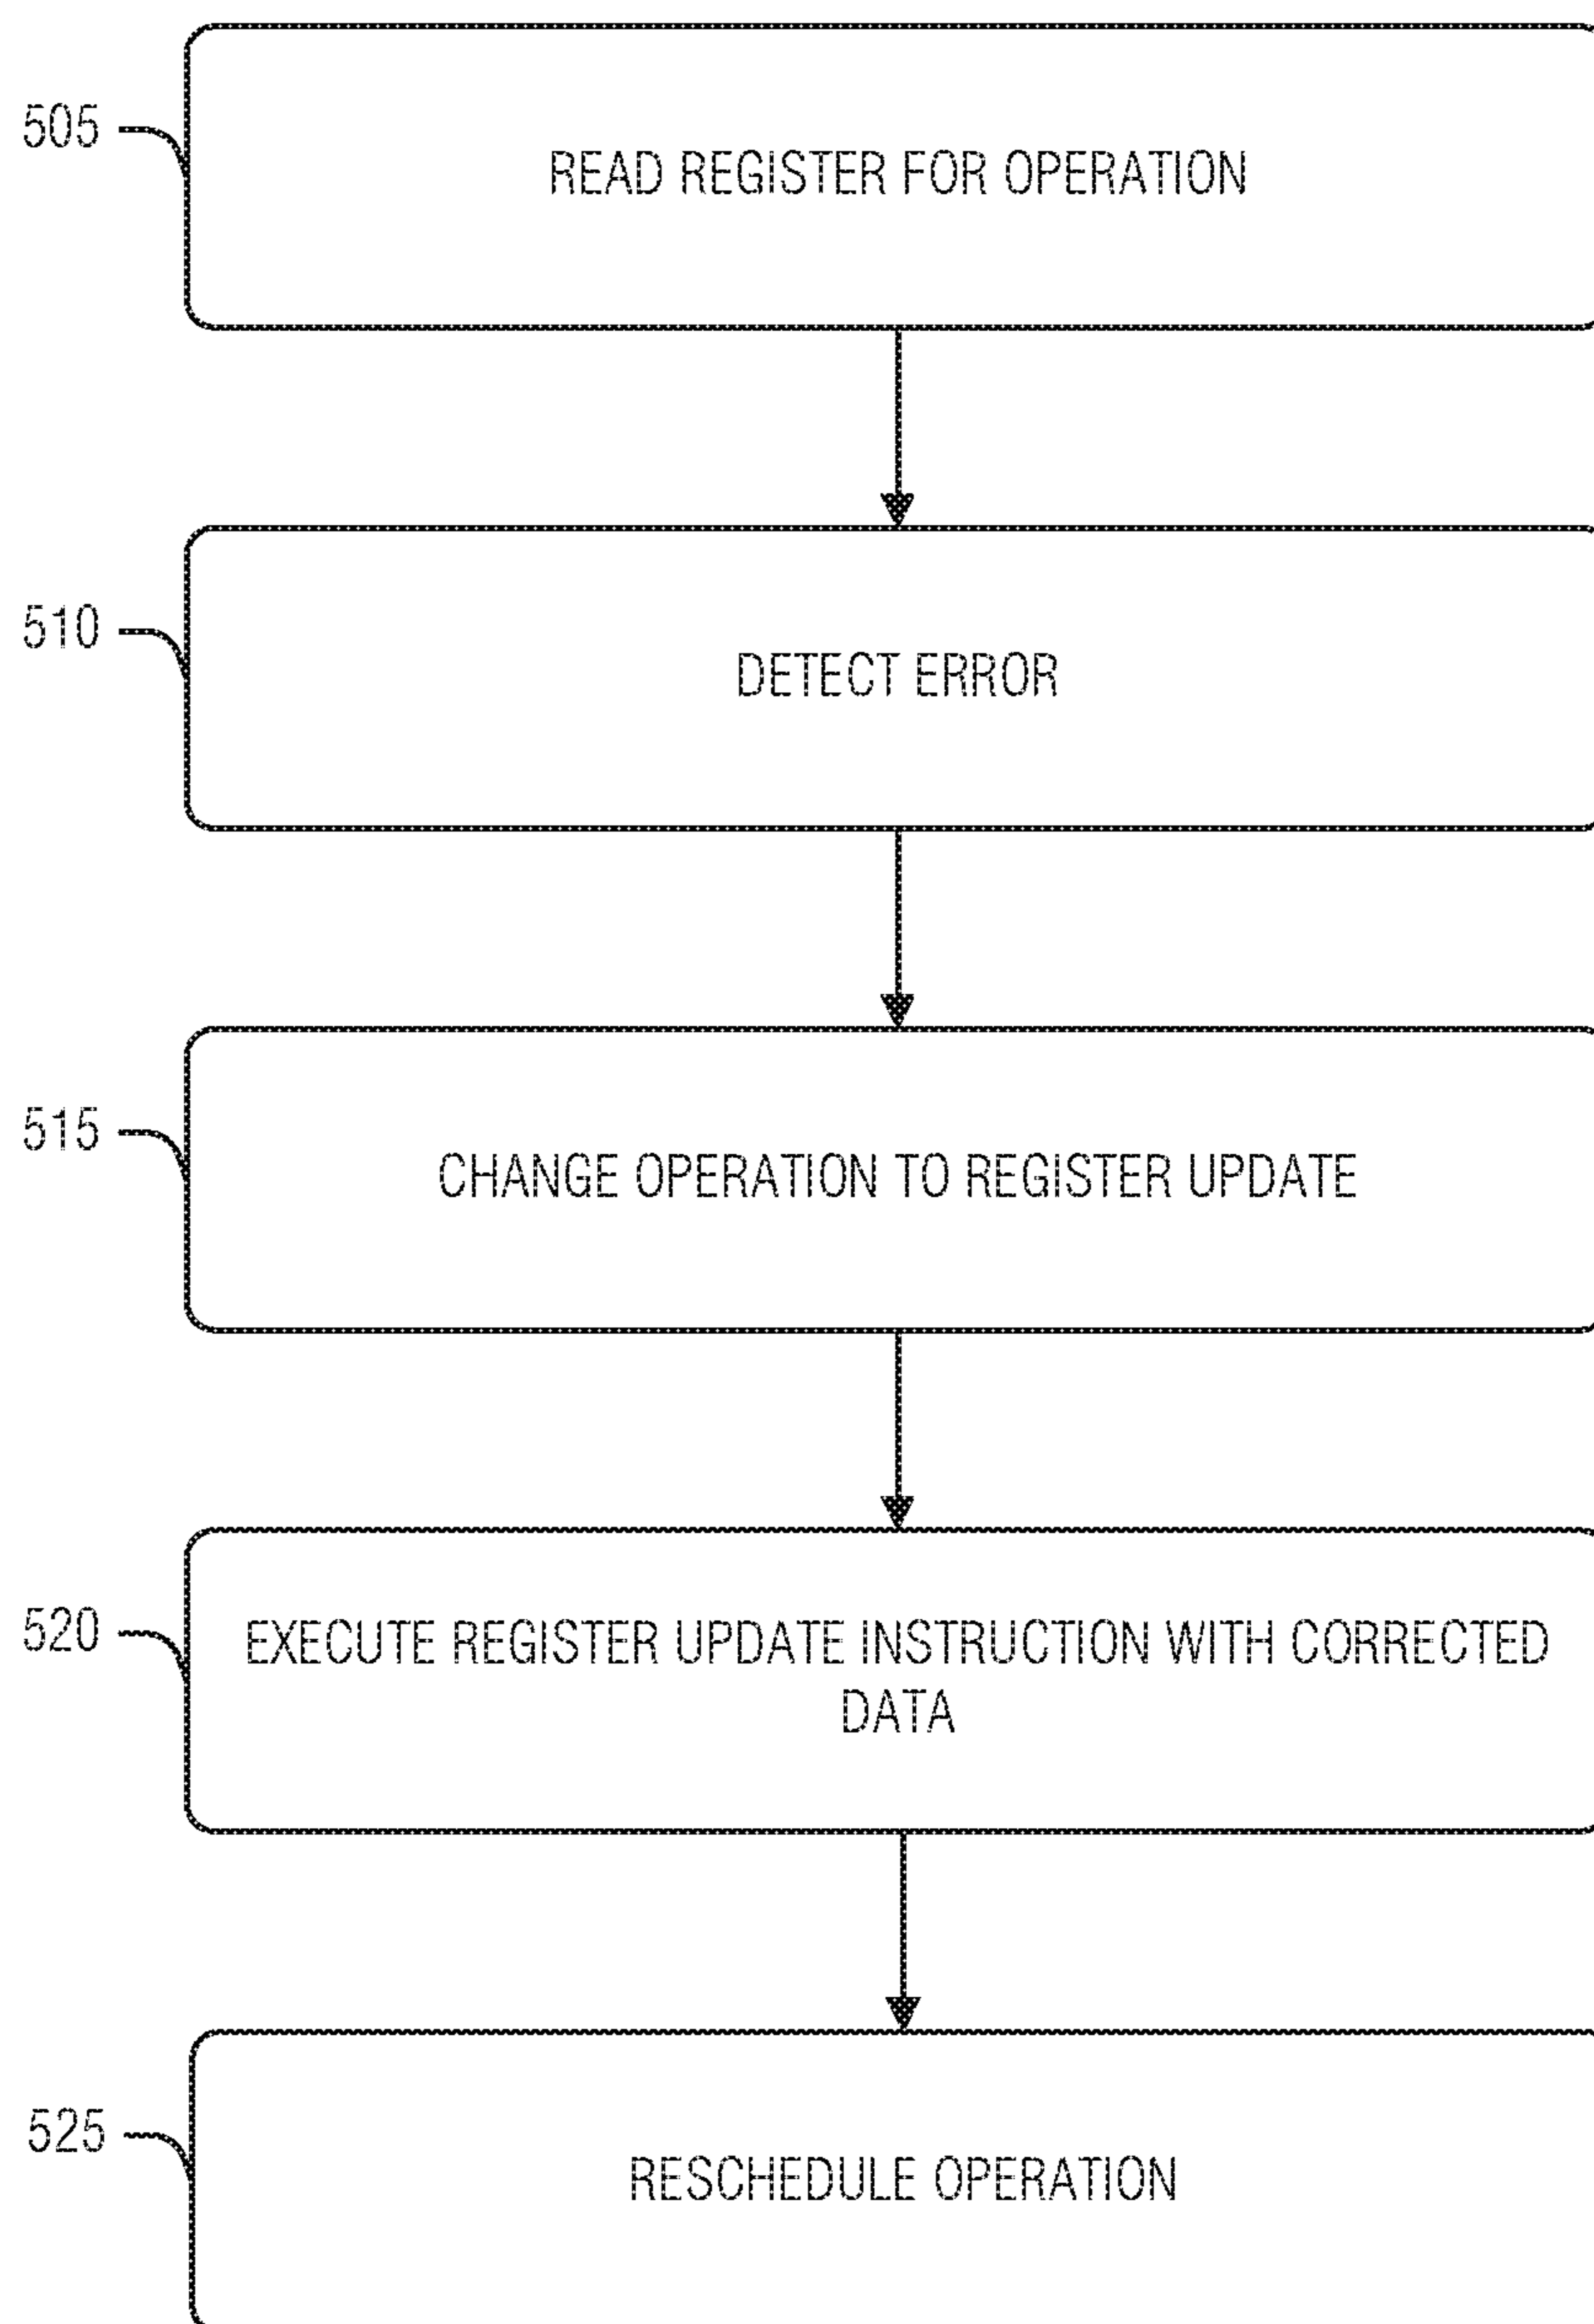 505
READ REGISTER FOR OPERATION
510
DETECT ERROR
515
CHANGE OPERATION TO REGISTER UPDATE
520
EXECUTE REGISTER UPDATE INSTRUCTION WITH CORRECTED
DATA
525
RESCHEDULE OPERATION